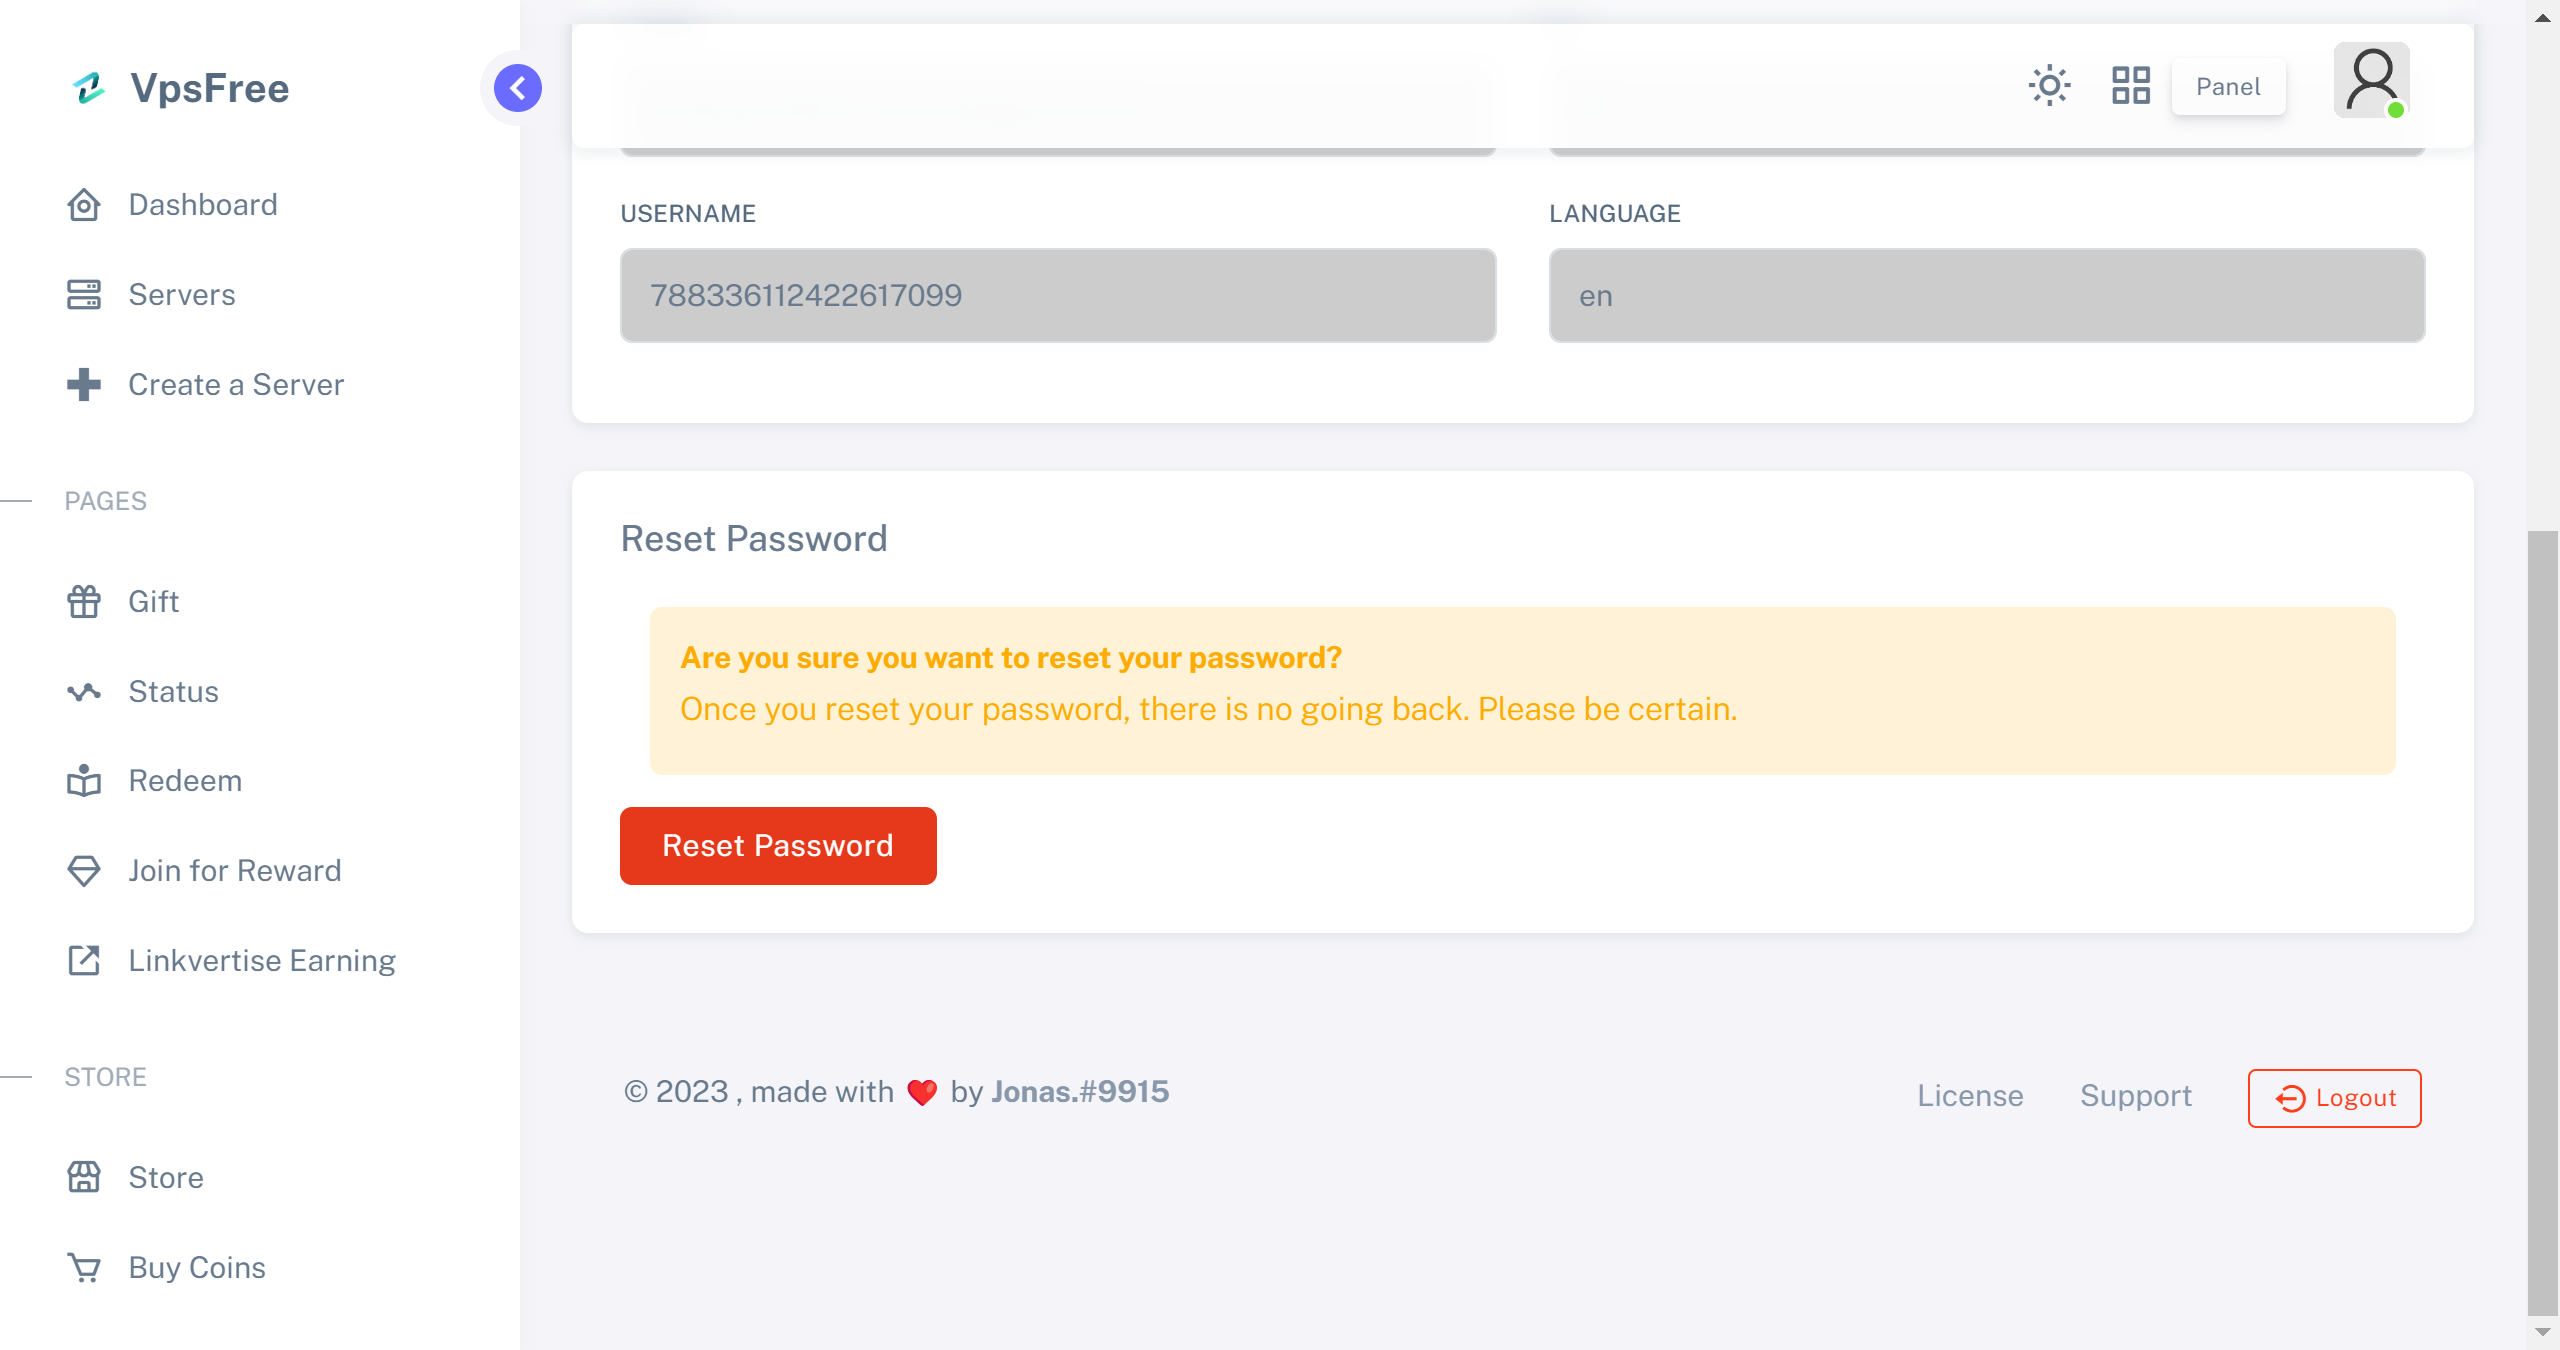 VpsFree
Dashboard
Servers
Create a Server
PAGES
Gift
Status
Redeem
Join for Reward
Linkvertise Earning
STORE
Store
Buy Coins
Panel
USERNAME
788336112422617099
LANGUAGE
en
Reset Password
Are you sure you want to reset your password?
Once you reset your password, there is no going back. Please be certain.
Reset Password
© 2023 , made with ❤️ by Jonas.#9915
License
Support
Logout